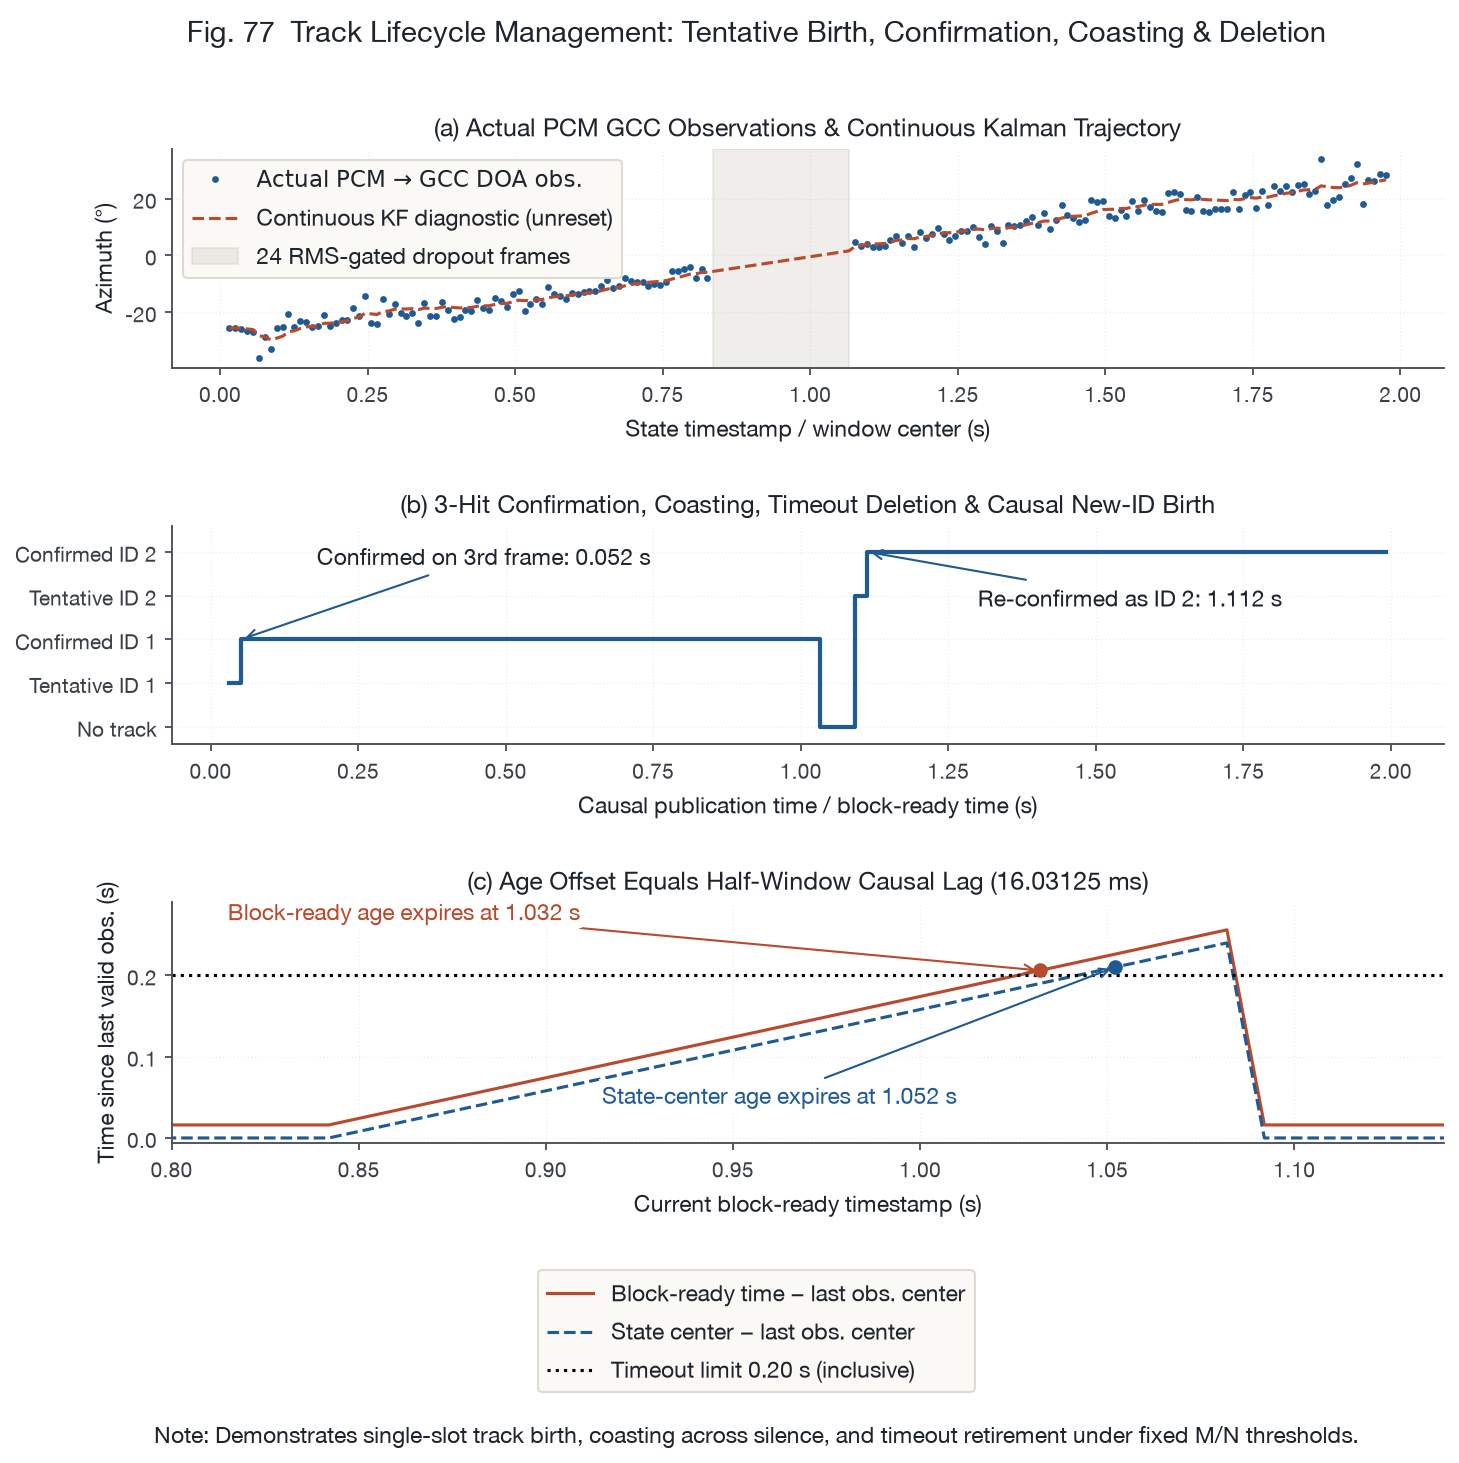 Fig. 77  Track Lifecycle Management: Tentative Birth, Confirmation, Coasting & Deletion
(a) Actual PCM GCC Observations & Continuous Kalman Trajectory
Actual PCM → GCC DOA obs.
Continuous KF diagnostic (unreset)
24 RMS-gated dropout frames
Azimuth (°)
20
0
-20
0.00 0.25 0.50 0.75 1.00 1.25 1.50 1.75 2.00
State timestamp / window center (s)
(b) 3-Hit Confirmation, Coasting, Timeout Deletion & Causal New-ID Birth
Confirmed ID 2
Tentative ID 2
Confirmed ID 1
Tentative ID 1
No track
Confirmed on 3rd frame: 0.052 s
Re-confirmed as ID 2: 1.112 s
0.00 0.25 0.50 0.75 1.00 1.25 1.50 1.75 2.00
Causal publication time / block-ready time (s)
(c) Age Offset Equals Half-Window Causal Lag (16.03125 ms)
Time since last valid obs. (s)
0.2
0.1
0.0
Block-ready age expires at 1.032 s
State-center age expires at 1.052 s
0.80 0.85 0.90 0.95 1.00 1.05 1.10
Current block-ready timestamp (s)
Block-ready time − last obs. center
State center − last obs. center
Timeout limit 0.20 s (inclusive)
Note: Demonstrates single-slot track birth, coasting across silence, and timeout retirement under fixed M/N thresholds.